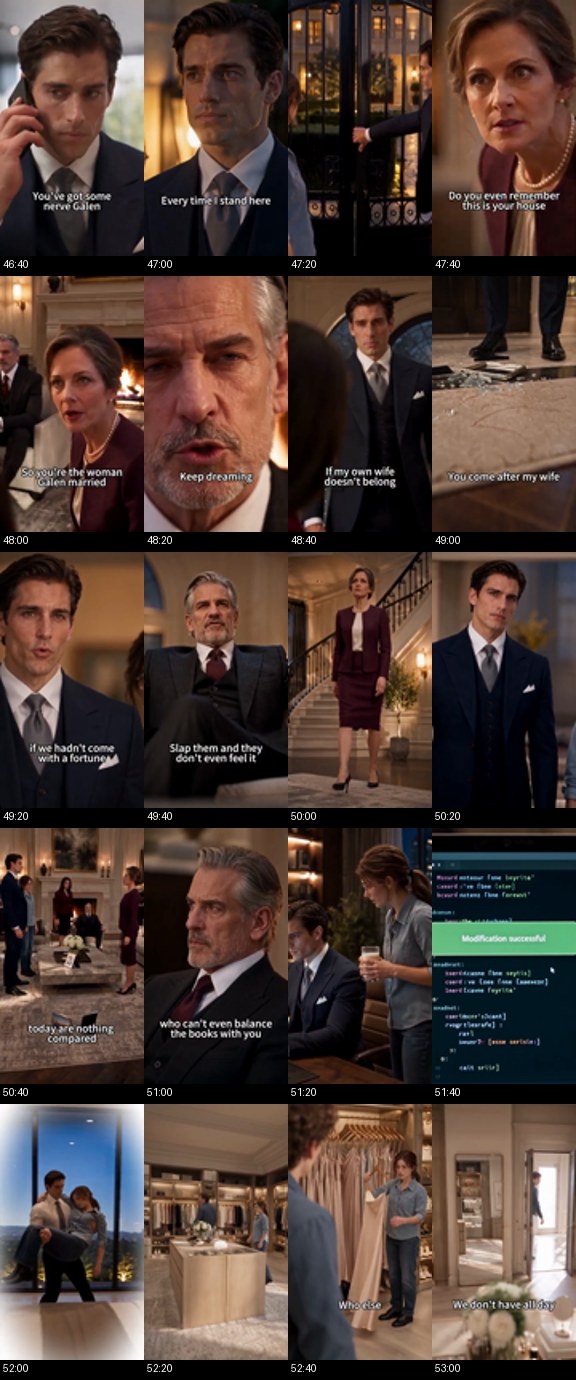 You've got some
nerve Galen
Every time I stand here
Do you even remember
this is your house
46:40
47:00
47:20
47:40
So you're the woman
Galen married
Keep dreaming
If my own wife
doesn't belong
You come after my wife
48:00
48:20
48:40
49:00
if we hadn't come
with a fortune
Slap them and they
don't even feel it
49:20
49:40
50:00
50:20
today are nothing
compared
who can't even balance
the books with you
Modification successful
50:40
51:00
51:20
51:40
Who else
We don't have all day
52:00
52:20
52:40
53:00